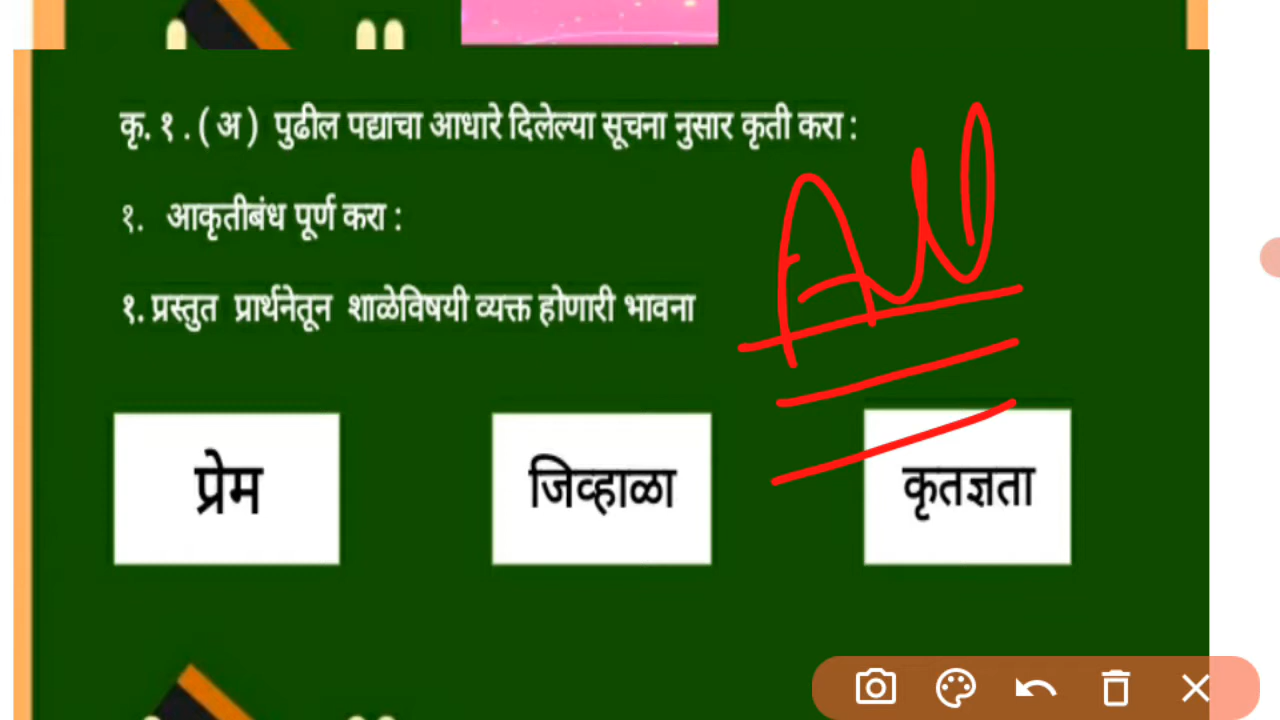 कृ. १ . ( अ ) पुढील पद्याचा आधारे दिलेल्या सूचना नुसार कृती करा :
१. आकृतीबंध पूर्ण करा :
१. प्रस्तुत प्रार्थनेतून शाळेविषयी व्यक्त होणारी भावना
प्रेम
जिव्हाळा
कृतज्ञता